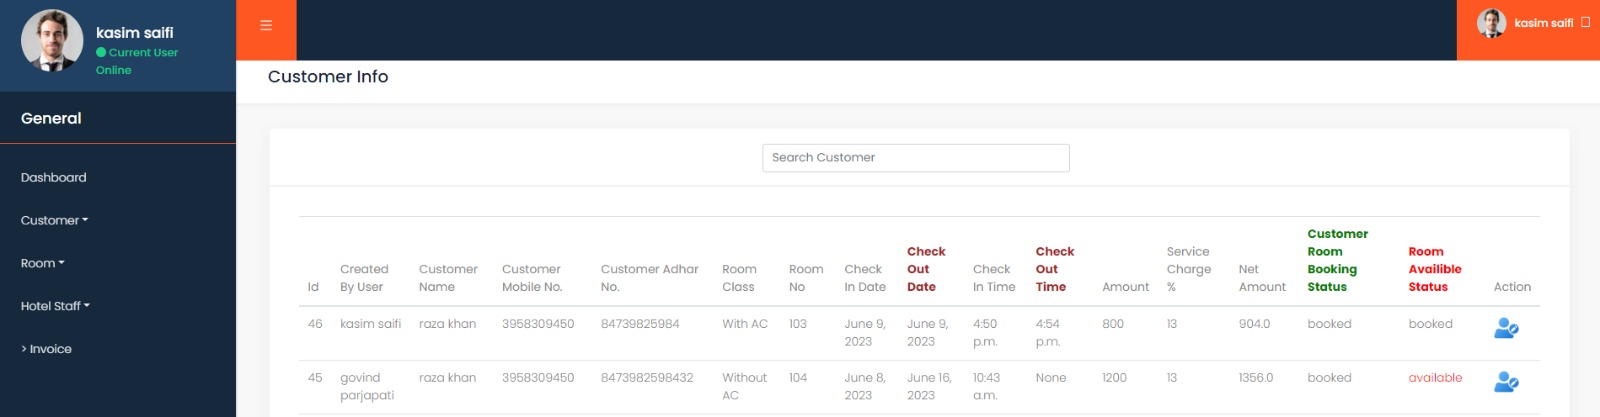 kasim saifi
Current User
Online
General
Dashboard
Customer
Room
Hotel Staff
> Invoice
kasim saifi
Customer Info
Search Customer
Id
Created
By User
Customer
Name
Customer
Mobile No.
Customer Adhar
No.
Room
Class
Room
No
Check
In Date
Check
Out
Date
Check
In Time
Check
Out
Time
Amount
Service
Charge
%
Net
Amount
Customer
Room
Booking
Status
Room
Availible
Status
Action
46
kasim saifi
raza khan
3958309450
84739825984
With AC
103
June 9,
2023
June 9,
2023
4:50
p.m.
4:54
p.m.
800
13
904.0
booked
booked
45
govind
parjapati
raza khan
3958309450
8473982598432
Without
AC
104
June 8,
2023
June 16,
2023
10:43
a.m.
None
1200
13
1356.0
booked
available